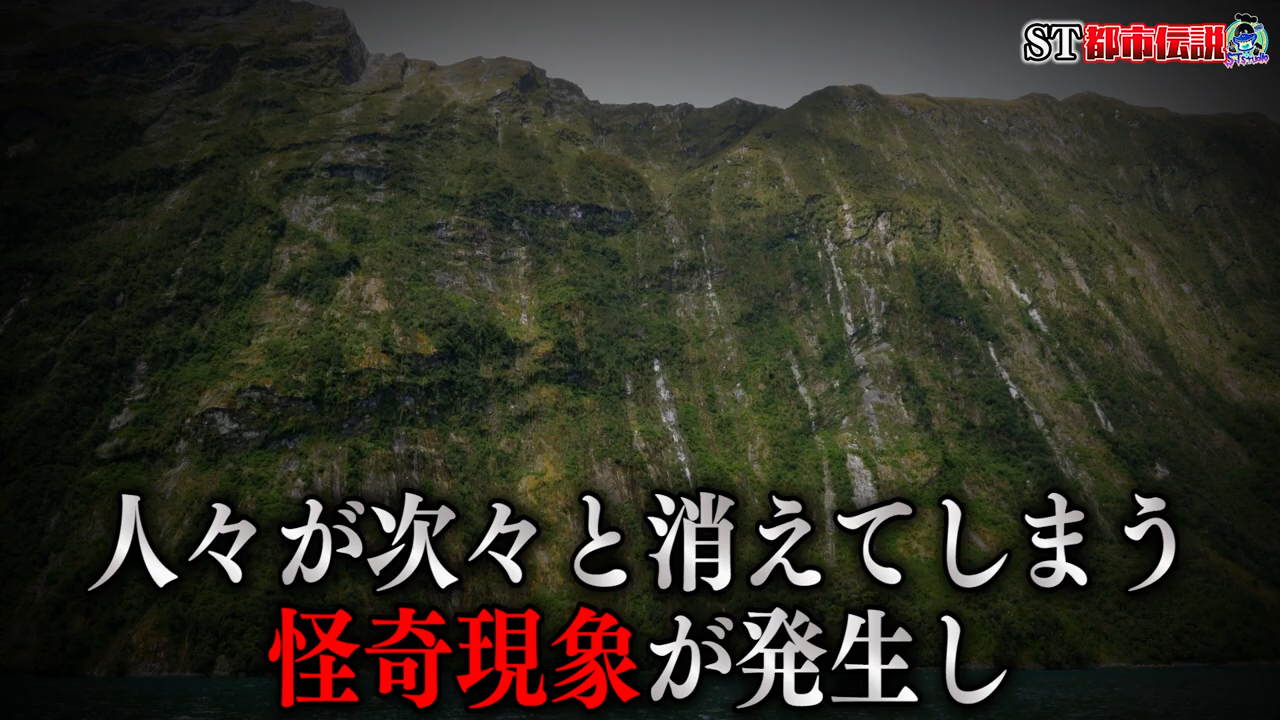 ST都市伝説
人々が次々と消えてしまう
怪奇現象が発生し